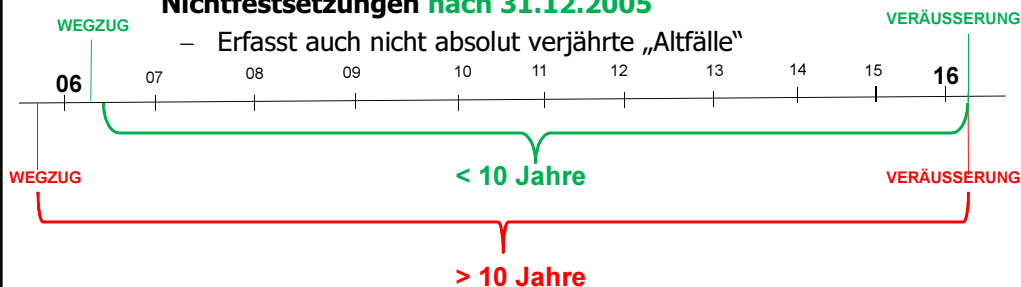 Nichtfestsetzungen nach 31.12.2005
WEGZUG
VERÄUSSERUNG
– Erfasst auch nicht absolut verjährte „Altfälle“
06 07 08 09 10 11 12 13 14 15 16
WEGZUG
< 10 Jahre
VERÄUSSERUNG
> 10 Jahre